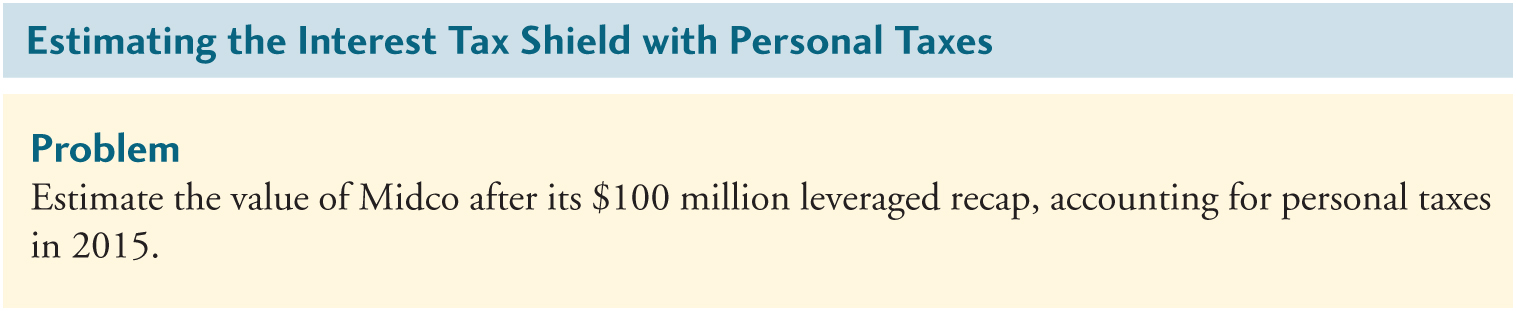 Estimating the Interest Tax Shield with Personal Taxes
Problem
Estimate the value of Midco after its $100 million leveraged recap, accounting for personal taxes
in 2015.